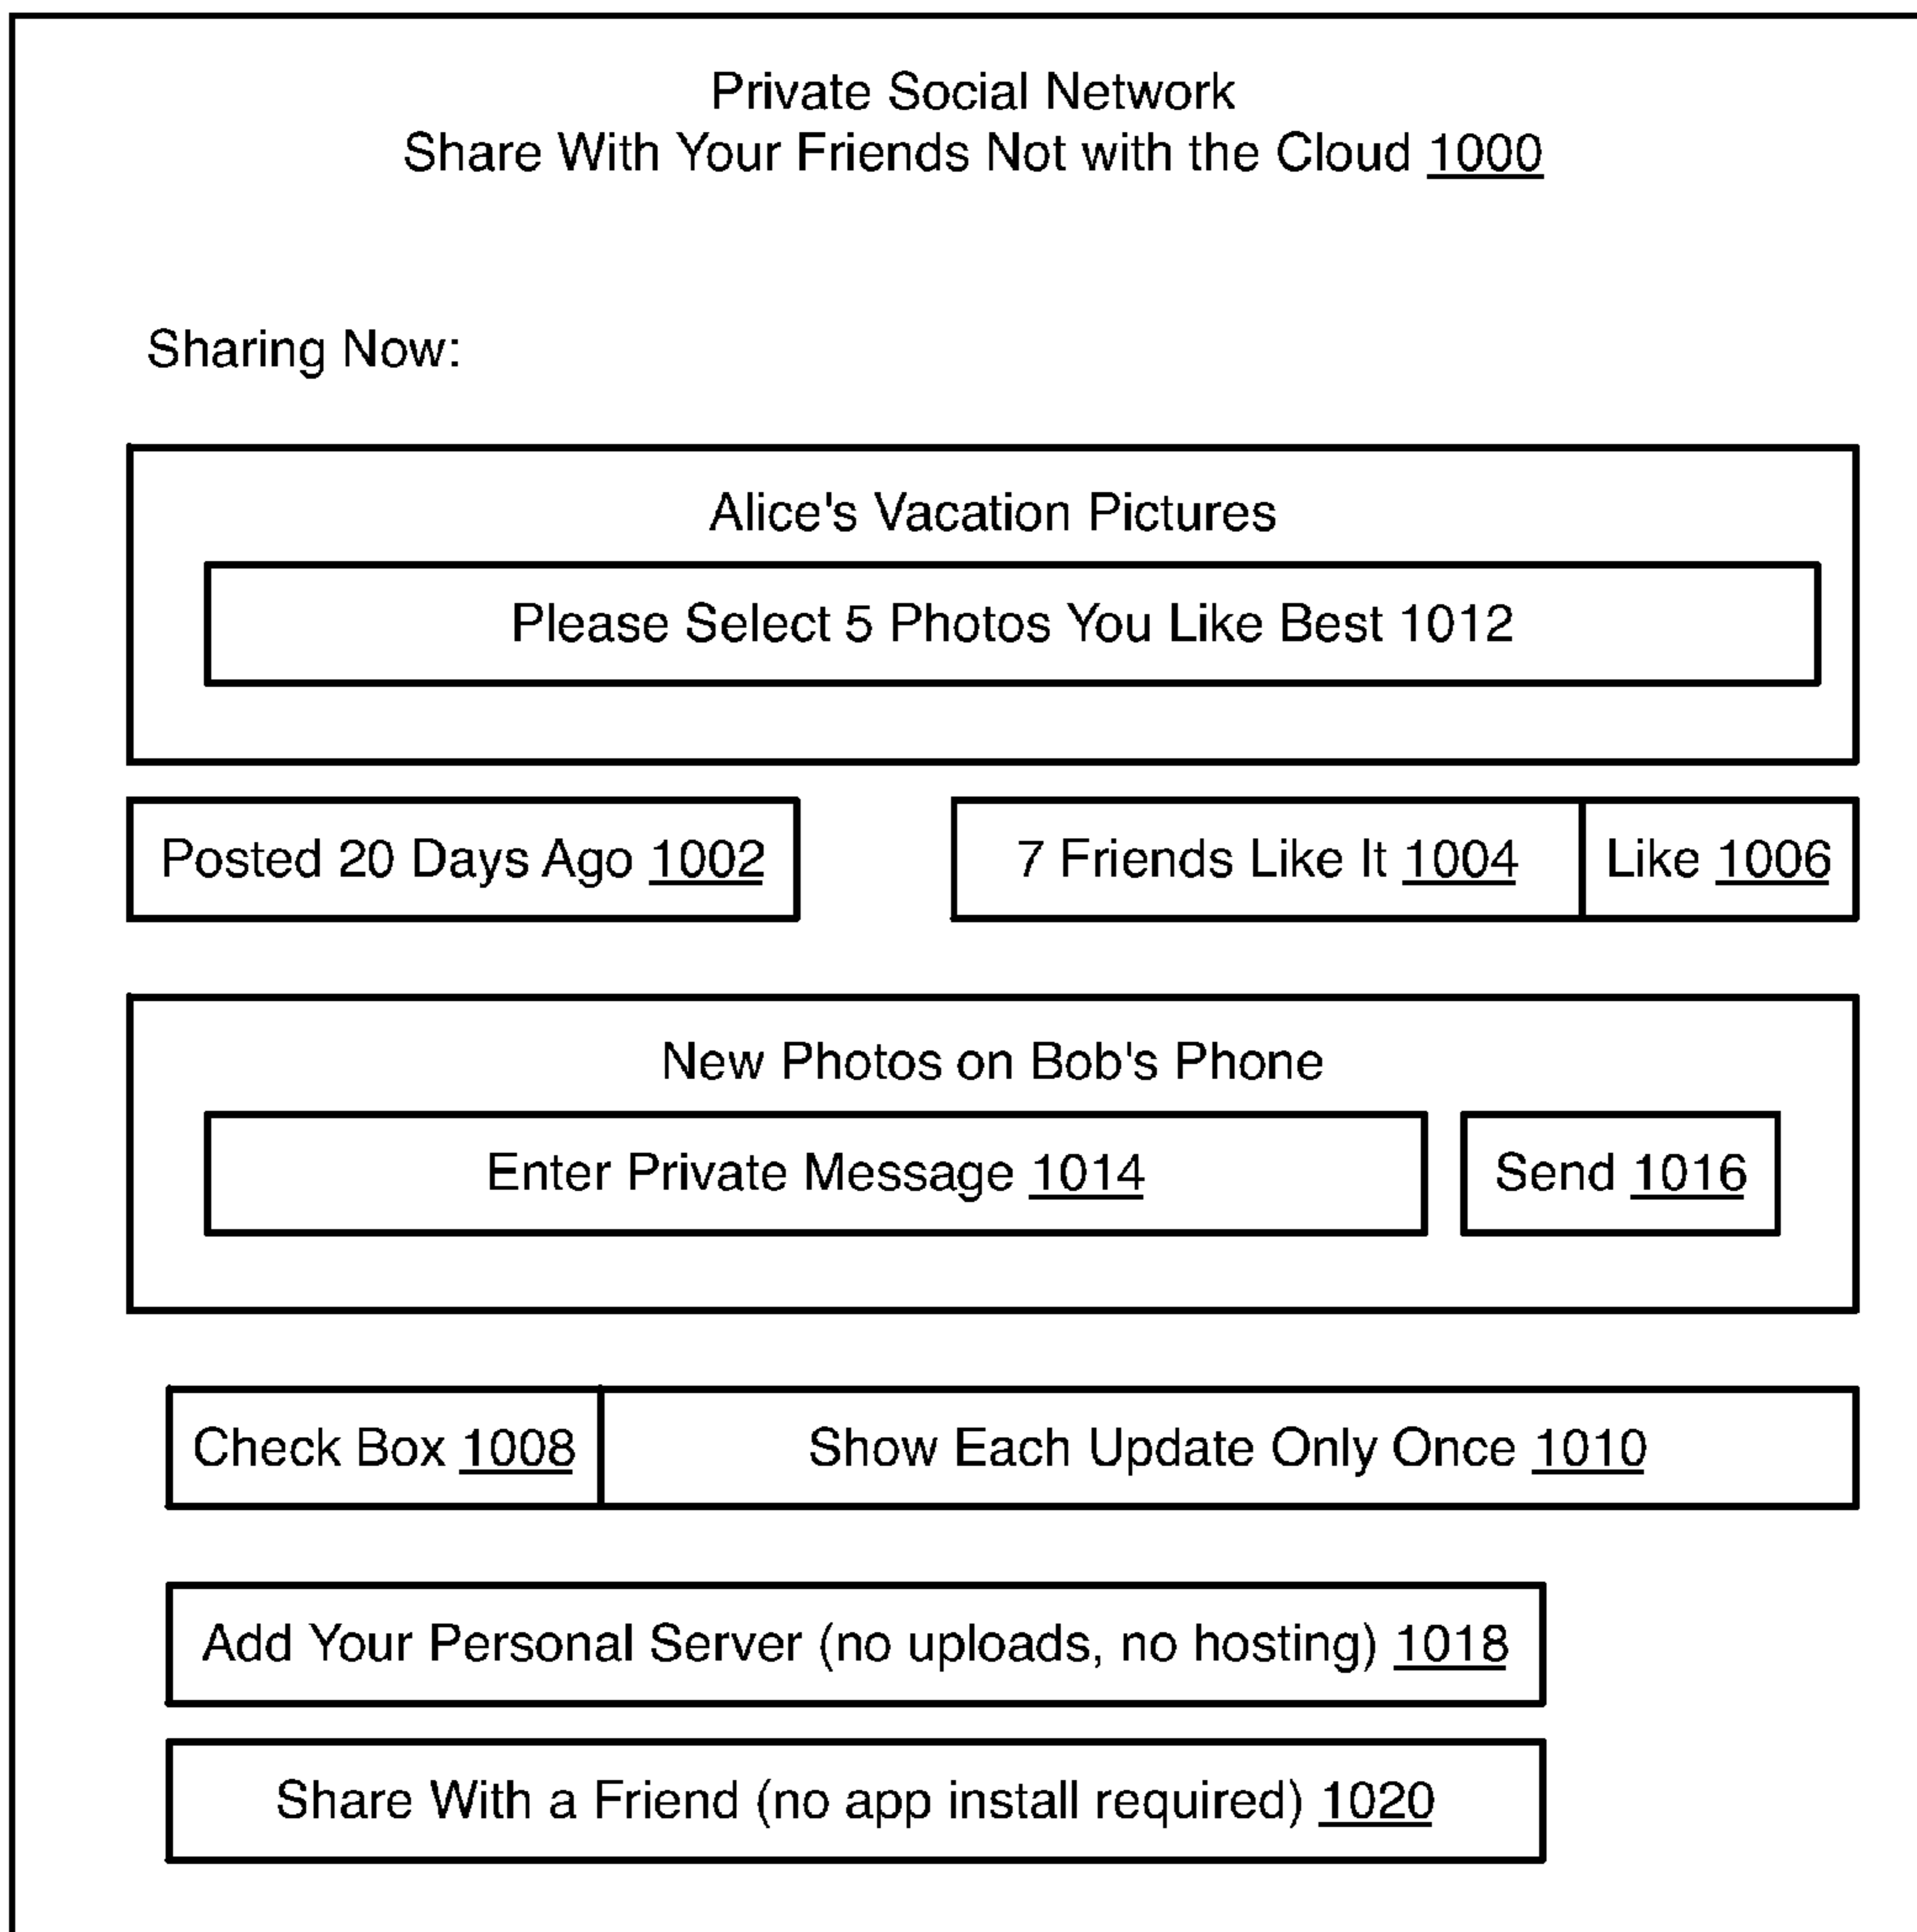 Private Social Network
Share With Your Friends Not with the Cloud 1000
Sharing Now:
Alice's Vacation Pictures
Please Select 5 Photos You Like Best 1012
Posted 20 Days Ago 1002
7 Friends Like It 1004
Like 1006
New Photos on Bob's Phone
Enter Private Message 1014
Send 1016
Check Box 1008
Show Each Update Only Once 1010
Add Your Personal Server (no uploads, no hosting) 1018
Share With a Friend (no app install required) 1020